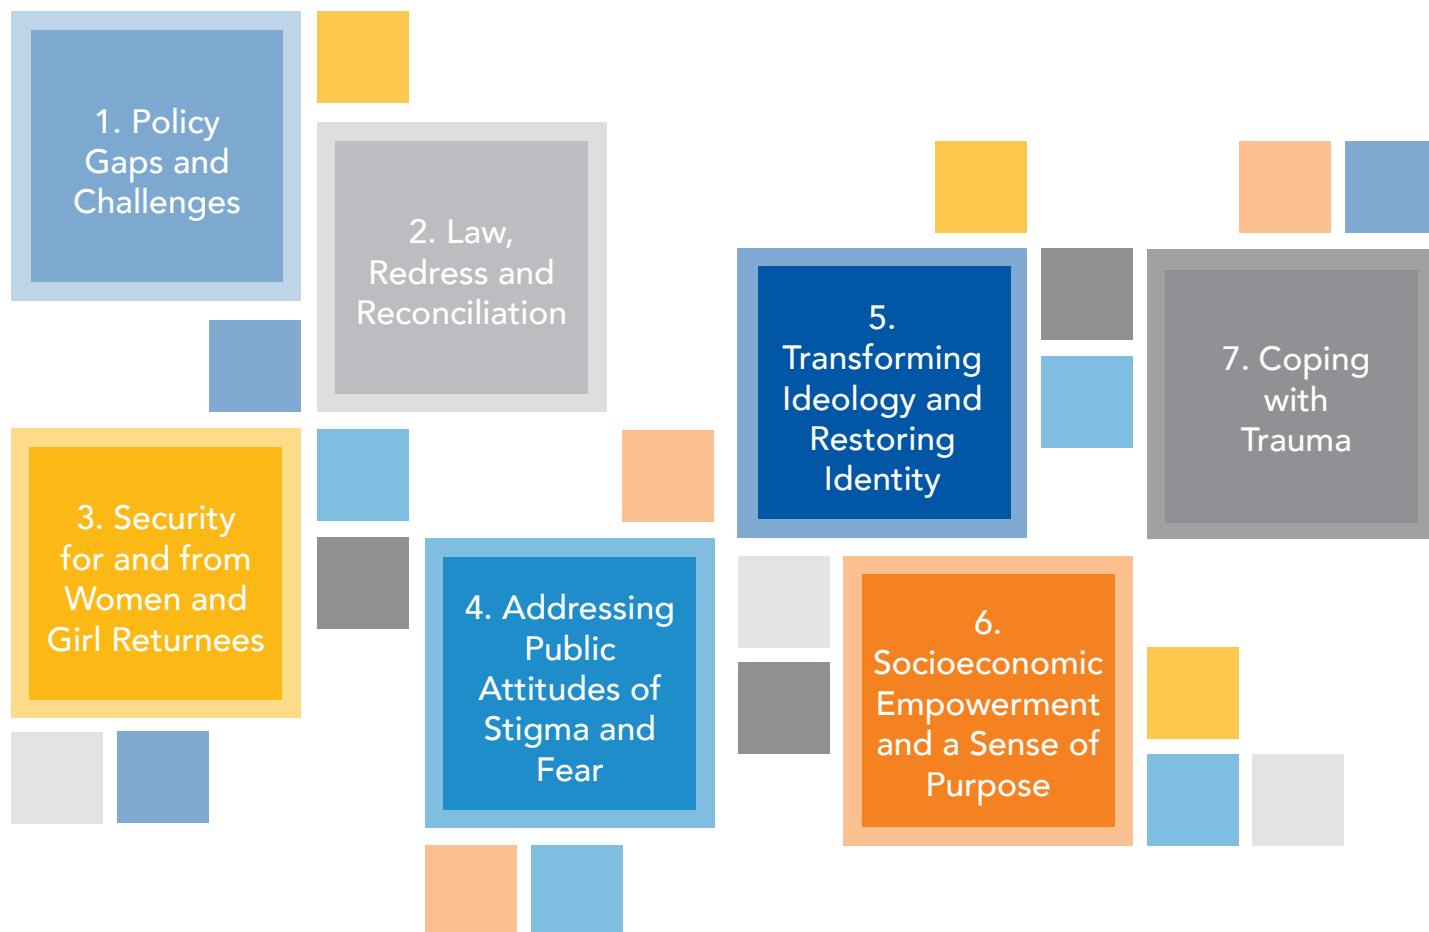 1. Policy
Gaps and
Challenges
2. Law,
Redress and
Reconciliation
3. Security
for and from
Women and
Girl Returnees
4. Addressing
Public
Attitudes of
Stigma and
Fear
5.
Transforming
Ideology and
Restoring
Identity
6.
Socioeconomic
Empowerment
and a Sense of
Purpose
7. Coping
with
Trauma